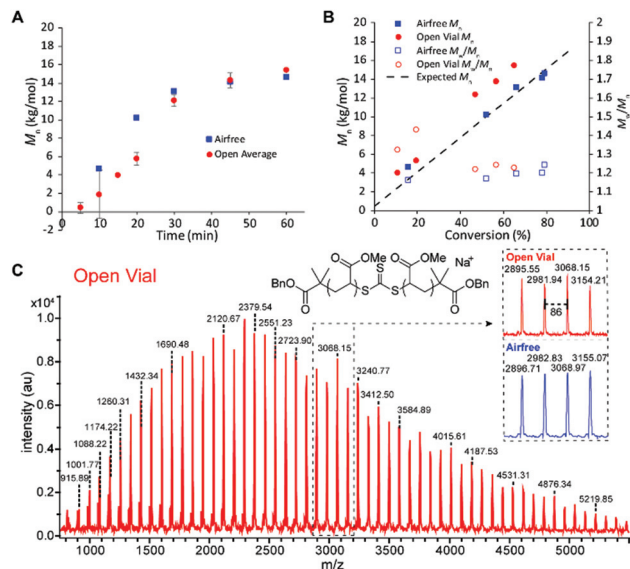 A
20
18
16
14
12
10
8
6
4
2
0
-2
Mn (kg/mol)
0 10 20 30 40 50 60
Time (min)
Airfree
Open Average
B
20
18
16
14
12
10
8
6
4
2
0
Mn (kg/mol)
Airfree Mn
Open Vial Mn
Airfree Mw/Mn
Open Vial Mw/Mn
Expected Mn
2
1.9
1.8
1.7
1.6
1.5
1.4
1.3
1.2
1.1
1
Mw/Mn
0 20 40 60 80 100
Conversion (%)
C
Open Vial
x10⁴
1.0
0.8
0.6
0.4
0.2
0.0
intensity (au)
915.89
1001.77
1088.22
1174.22
1260.31
1432.34
1690.48
2120.67
2379.54
2551.23
2723.90
3068.15
3240.77
3412.50
3584.89
4015.61
4187.53
4531.31
4876.34
5219.85
1000 1500 2000 2500 3000 3500 4000 4500 5000
m/z
OMe OMe Na+
BnO O O S S S O OBn
Open Vial
2895.55 2981.94 3068.15 3154.21
86
Airfree
2896.71 2982.83 3068.97 3155.07